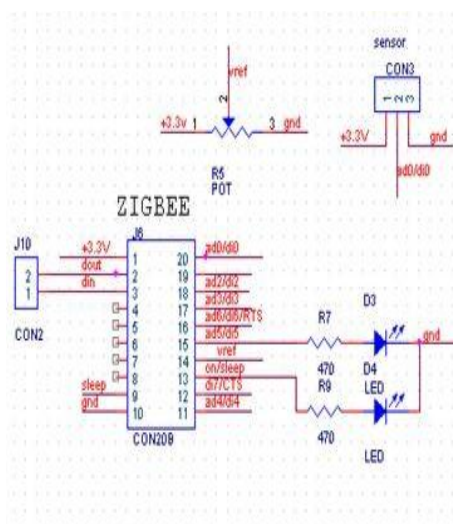 sensor
CON3
vref
2
1 2 3
+3.3v 1 3 gnd
+3.3V gnd
ad0/di0
R5
POT
ZIGBEE
J6
J10
+3.3V 1 20 ad0/di0
2 dout 2 19
1 din 3 18 ad2/di2
4 17 ad3/di3
CON2
5 16 ad6/di6/RTS
6 15 ad5/di5
7 14 vref
8 13 on/sleep
sleep 9 12 di7/CTS
gnd 10 11 ad4/di4
CON20B
R7
D3
gnd
470
D4
R9
LED
470
LED